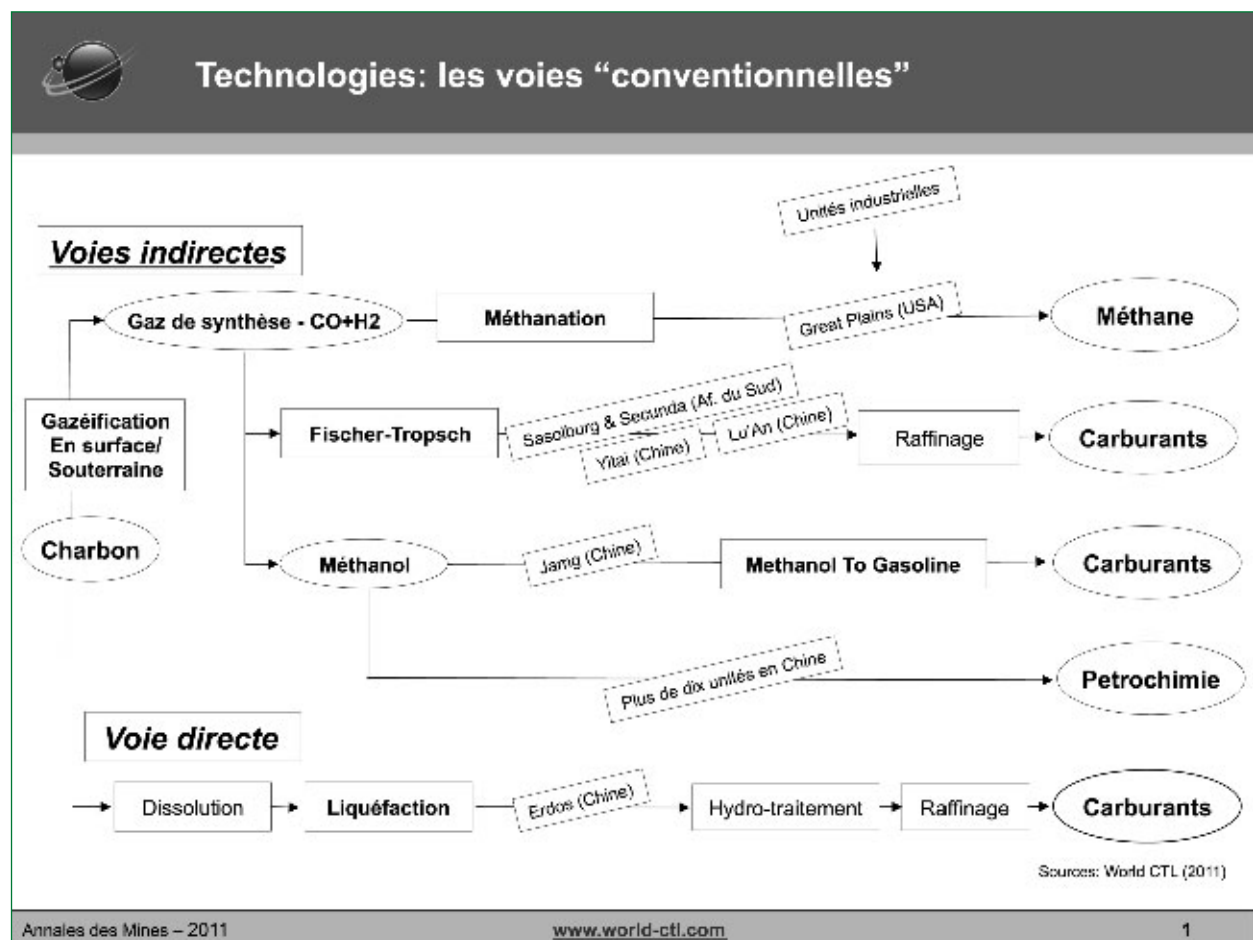 Technologies: les voies “conventionnelles”
Unités industrielles
Voies indirectes
Gaz de synthèse - CO+H2
Méthanation
Great Plains (USA)
Méthane
Gazéification
En surface/
Souterraine
Fischer-Tropsch
Sasolburg & Secunda (Af. du Sud)
Yitai (Chine)
Lu'An (Chine)
Raffinage
Carburants
Charbon
Méthanol
Jamg (Chine)
Methanol To Gasoline
Carburants
Plus de dix unités en Chine
Petrochimie
Voie directe
Dissolution
Liquéfaction
Erdos (Chine)
Hydro-traitement
Raffinage
Carburants
Sources: World CTL (2011)
Annales des Mines – 2011
www.world-ctl.com
1